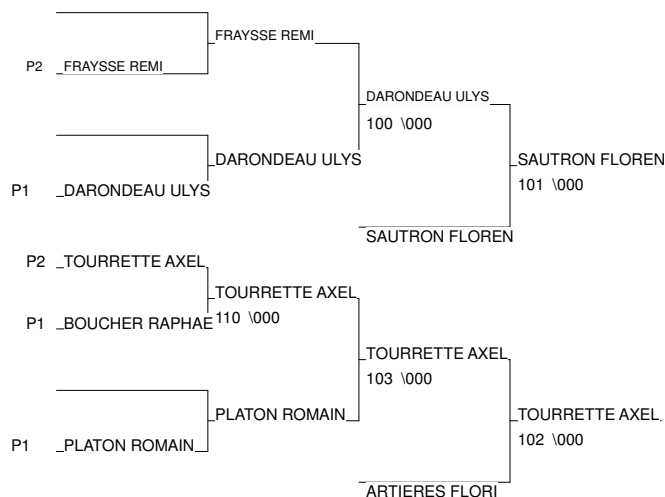 FRAYSSE REMI
P2 FRAYSSE REMI
DARONDEAU ULYS
100 \000
DARONDEAU ULYS
SAUTRON FLOREN
101 \000
P1 DARONDEAU ULYS
SAUTRON FLOREN
P2 TOURRETTE AXEL
TOURRETTE AXEL
110 \000
P1 BOUCHER RAPHAE
TOURRETTE AXEL
103 \000
PLATON ROMAIN
TOURRETTE AXEL
102 \000
P1 PLATON ROMAIN
ARTIERES FLORI